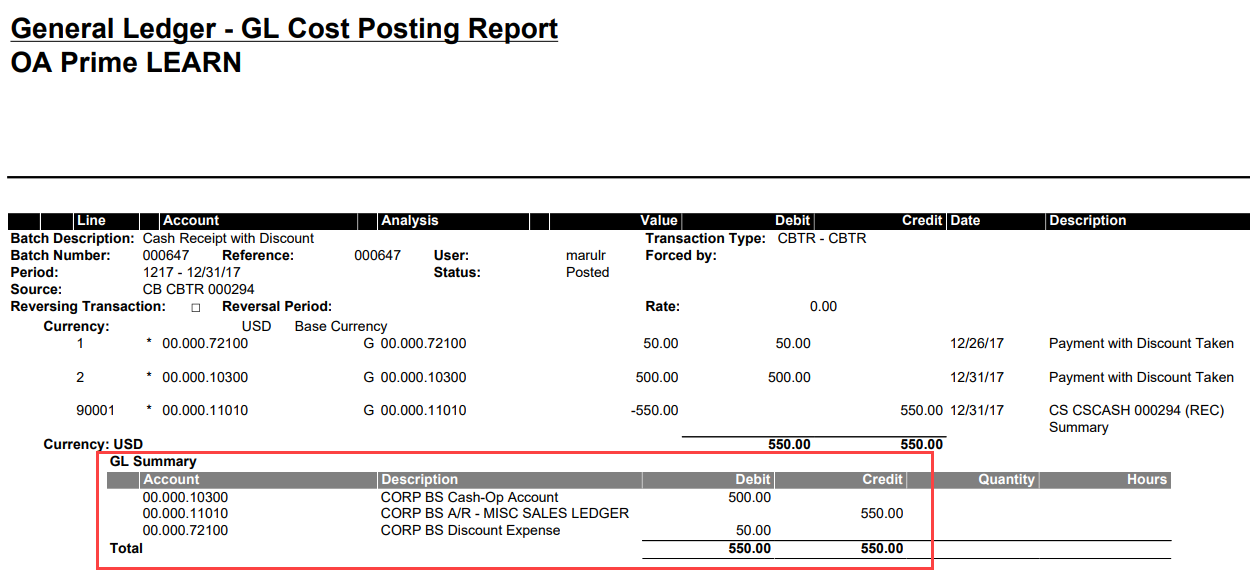 General Ledger - GL Cost Posting Report
OA Prime LEARN
Line Account Analysis Value Debit Credit Date Description
Batch Description: Cash Receipt with Discount Transaction Type: CBTR - CBTR
Batch Number: 000647 Reference: 000647 User: marulr Forced by:
Period: 1217 - 12/31/17 Status: Posted
Source: CB CBTR 000294
Reversing Transaction: □ Reversal Period: Rate: 0.00
Currency: USD Base Currency
1 * 00.000.72100 G 00.000.72100 50.00 50.00 12/26/17 Payment with Discount Taken
2 * 00.000.10300 G 00.000.10300 500.00 500.00 12/31/17 Payment with Discount Taken
90001 * 00.000.11010 G 00.000.11010 -550.00 550.00 12/31/17 CS CSCASH 000294 (REC)
Summary
Currency: USD 550.00 550.00
GL Summary
Account Description Debit Credit Quantity Hours
00.000.10300 CORP BS Cash-Op Account 500.00
00.000.11010 CORP BS A/R - MISC SALES LEDGER 550.00
00.000.72100 CORP BS Discount Expense 50.00
Total 550.00 550.00